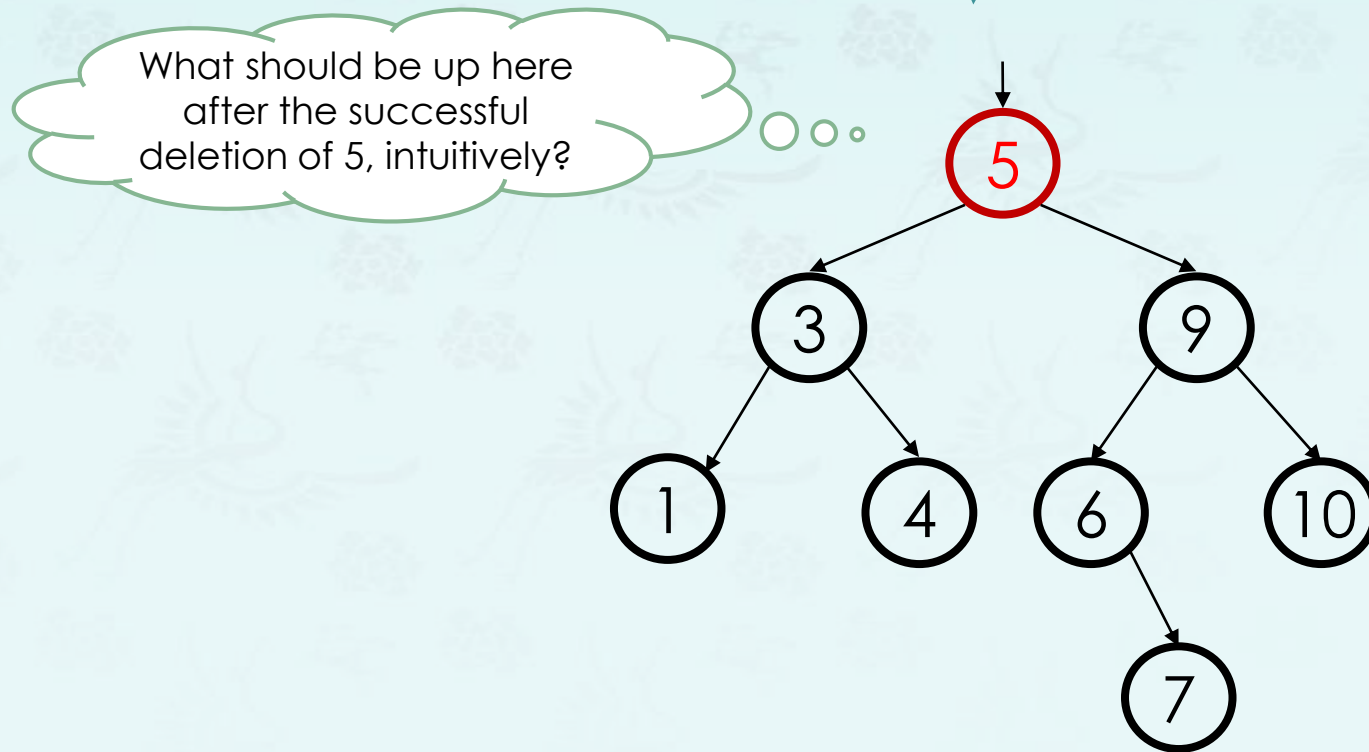 What should be up here
after the successful
deletion of 5, intuitively?
5
3
9
1
4
6
10
7